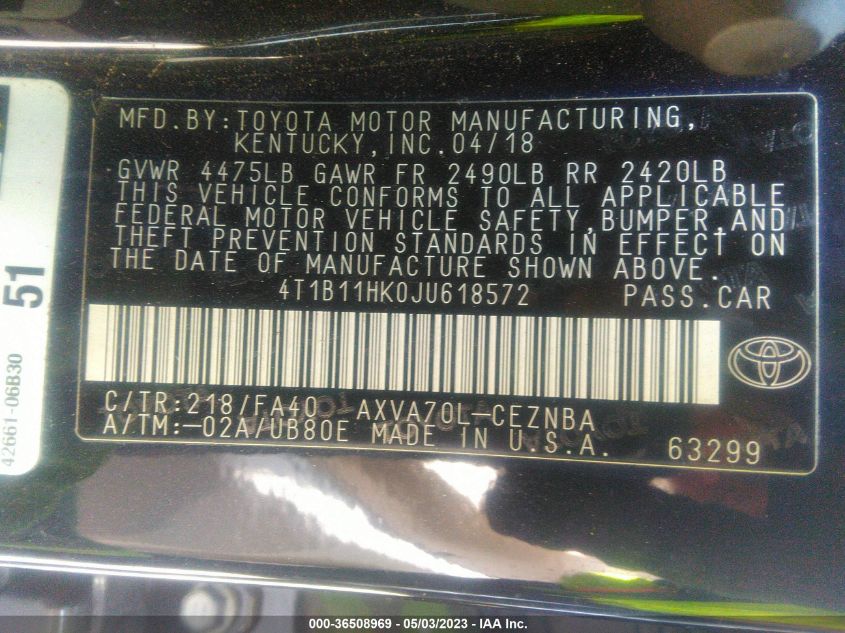 MFD.BY:TOYOTA MOTOR MANUFACTURING,
KENTUCKY,INC.04/18
GVWR 4475LB GAWR FR 2490LB RR 2420LB
THIS VEHICLE CONFORMS TO ALL APPLICABLE
FEDERAL MOTOR VEHICLE SAFETY,BUMPER,AND
THEFT PREVENTION STANDARDS IN EFFECT ON
THE DATE OF MANUFACTURE SHOWN ABOVE.
4T1B11HK0JU618572 PASS.CAR
C/TR:218/FA40 AXVA70L-CEZNBA
A/TM:-02A/UB80E MADE IN U.S.A.
63299
51
42661-06B30
000-36508969 - 05/03/2023 - IAAI Inc.